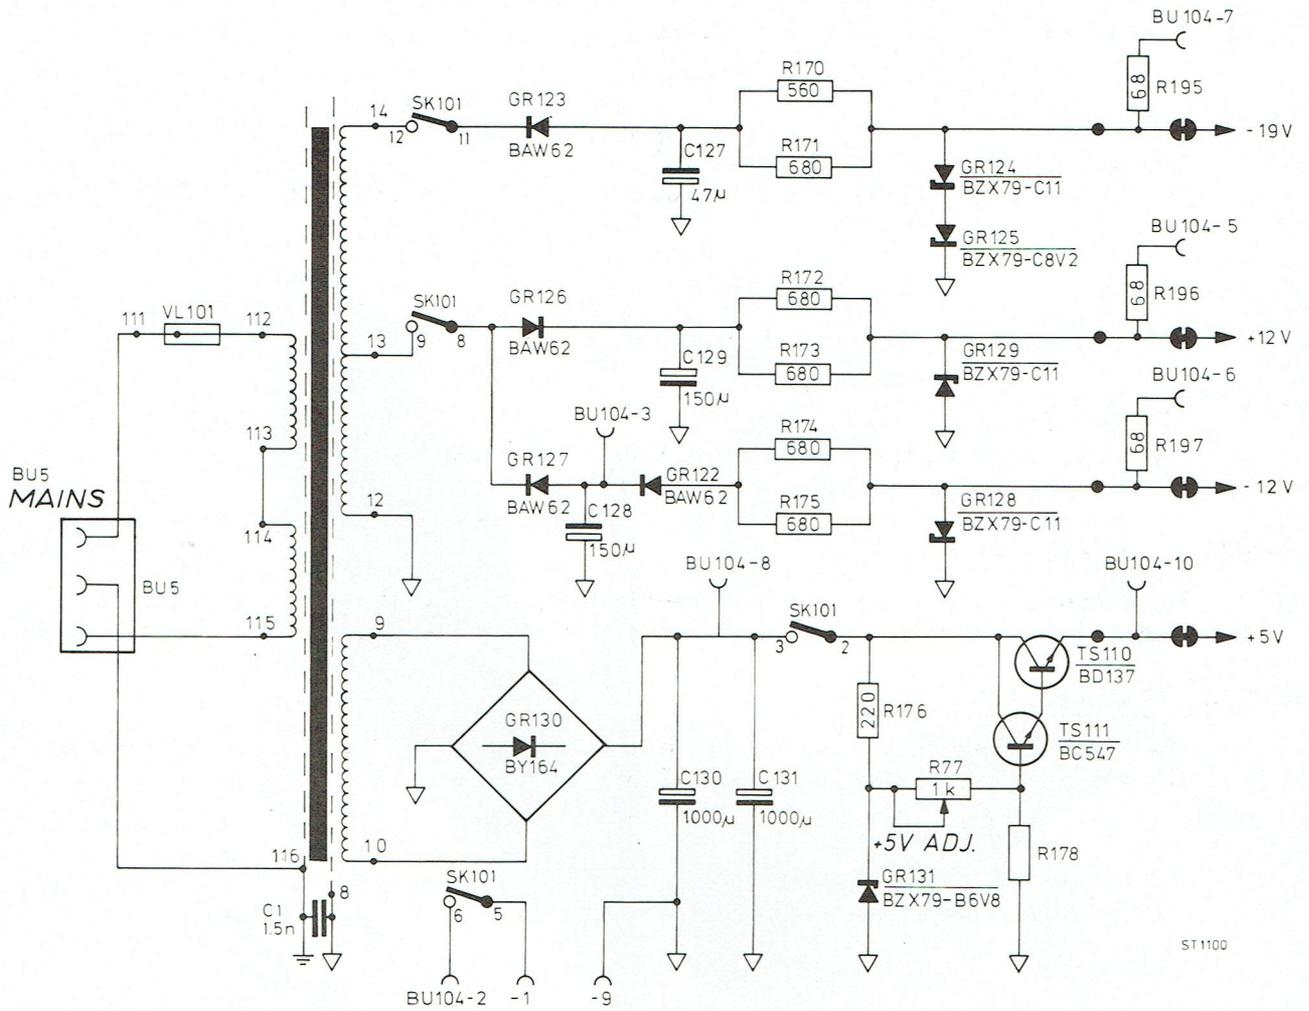 BU104-7
14
SK101
GR123
R170
560
68
R195
12
11
BAW62
-19V
C127
47µ
R171
680
GR124
BZX79-C11
GR125
BZX79-C8V2
BU104-5
R172
680
68
R196
SK101
GR126
111
VL101
112
13
9
8
BAW62
+12V
C129
150µ
R173
680
GR129
BZX79-C11
BU104-6
BU104-3
R174
680
68
R197
113
GR127
BAW62
GR122
BAW62
-12V
12
C128
150µ
R175
680
GR128
BZX79-C11
BU5
MAINS
114
BU5
115
9
BU104-8
BU104-10
SK101
3
2
+5V
TS110
BD137
220
R176
GR130
BY164
TS111
BC547
C130
1000µ
C131
1000µ
R77
1k
+5V ADJ.
R178
116
10
GR131
BZX79-B6V8
8
SK101
6
5
C1
1.5n
ST1100
BU104-2
-1
-9